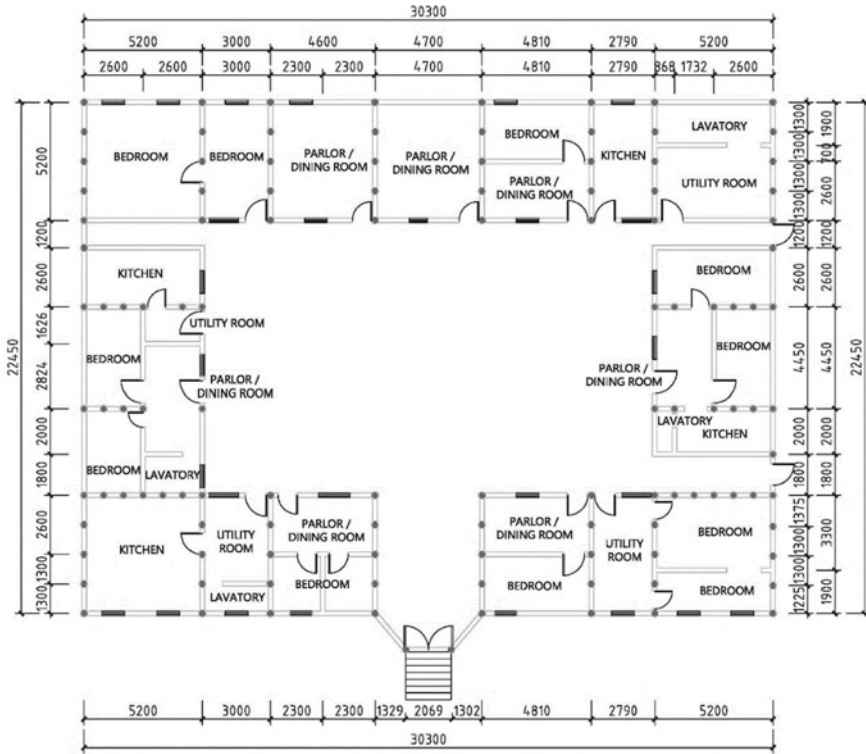 30300
5200 3000 4600 4700 4810 2790 5200
2600 2600 3000 2300 2300 4700 4810 2790 868 1732 2600
BEDROOM
BEDROOM
PARLOR /
DINING ROOM
PARLOR /
DINING ROOM
BEDROOM
PARLOR /
DINING ROOM
KITCHEN
LAVATORY
UTILITY ROOM
KITCHEN
UTILITY ROOM
BEDROOM
PARLOR /
DINING ROOM
BEDROOM
LAVATORY
BEDROOM
BEDROOM
PARLOR /
DINING ROOM
LAVATORY
KITCHEN
KITCHEN
UTILITY
ROOM
LAVATORY
PARLOR /
DINING ROOM
BEDROOM
PARLOR /
DINING ROOM
BEDROOM
UTILITY
ROOM
BEDROOM
BEDROOM
22450
5200
1200
2600
1626
2824
2000
1800
2600
1300
1300
1300
1300
1300
1300
1200
2600
4450
2000
1800
1375
1300
1300
1225
1900
700
2600
1200
2600
4450
2000
1800
3300
1900
22450
5200 3000 2300 2300 1329 2069 1302 4810 2790 5200
30300